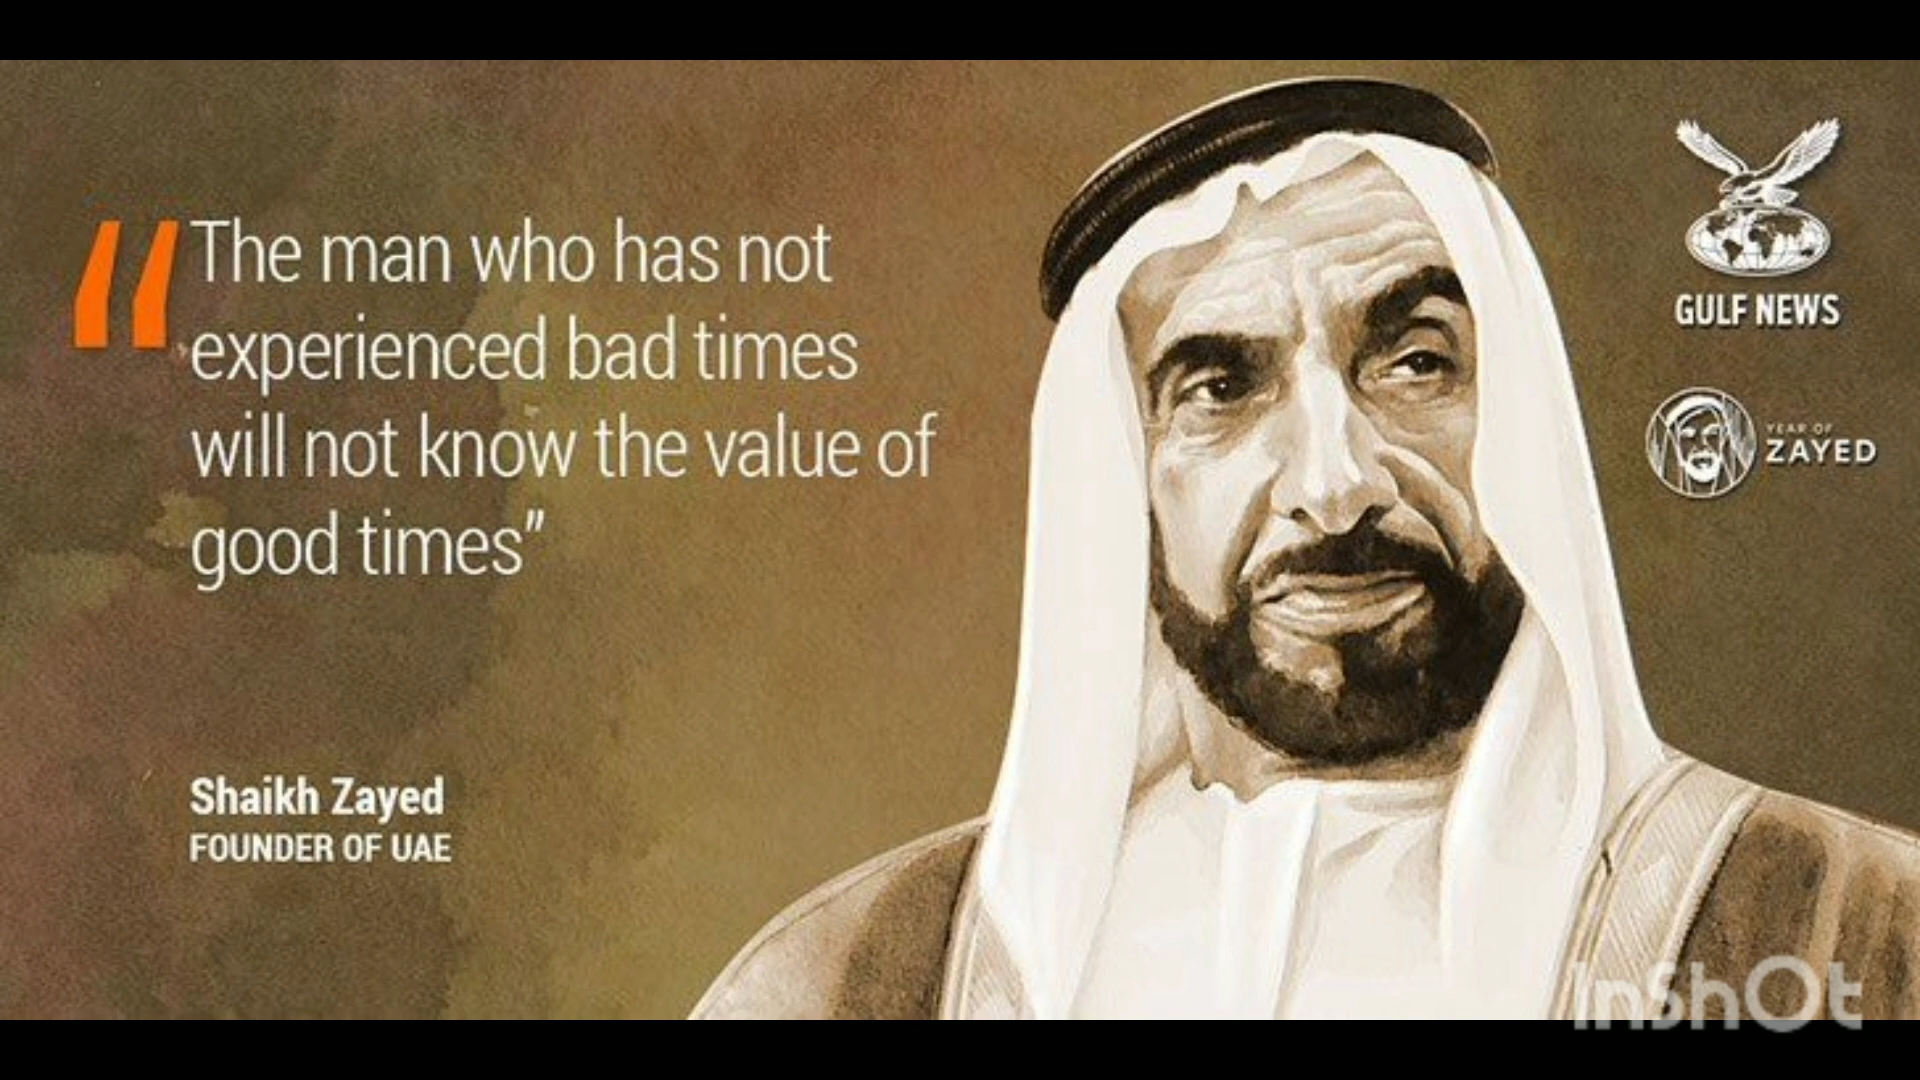 “The man who has not
experienced bad times
will not know the value of
good times”
Shaikh Zayed
FOUNDER OF UAE
GULF NEWS
YEAR OF
ZAYED
InShOt